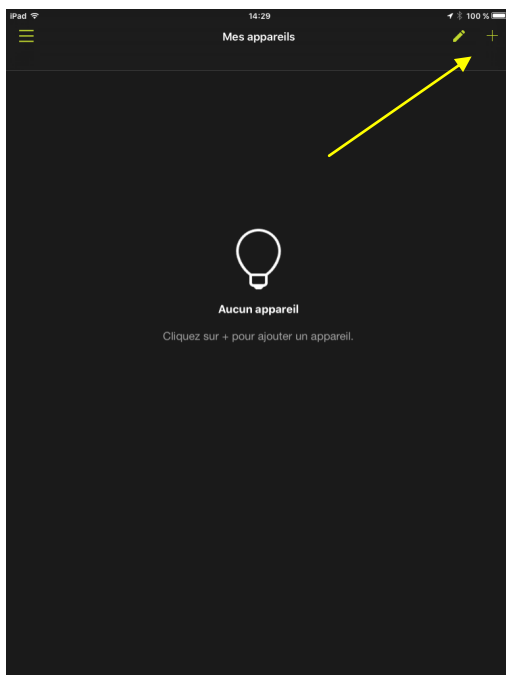 iPad 14:29 100 %
Mes appareils
Aucun appareil
Cliquez sur + pour ajouter un appareil.